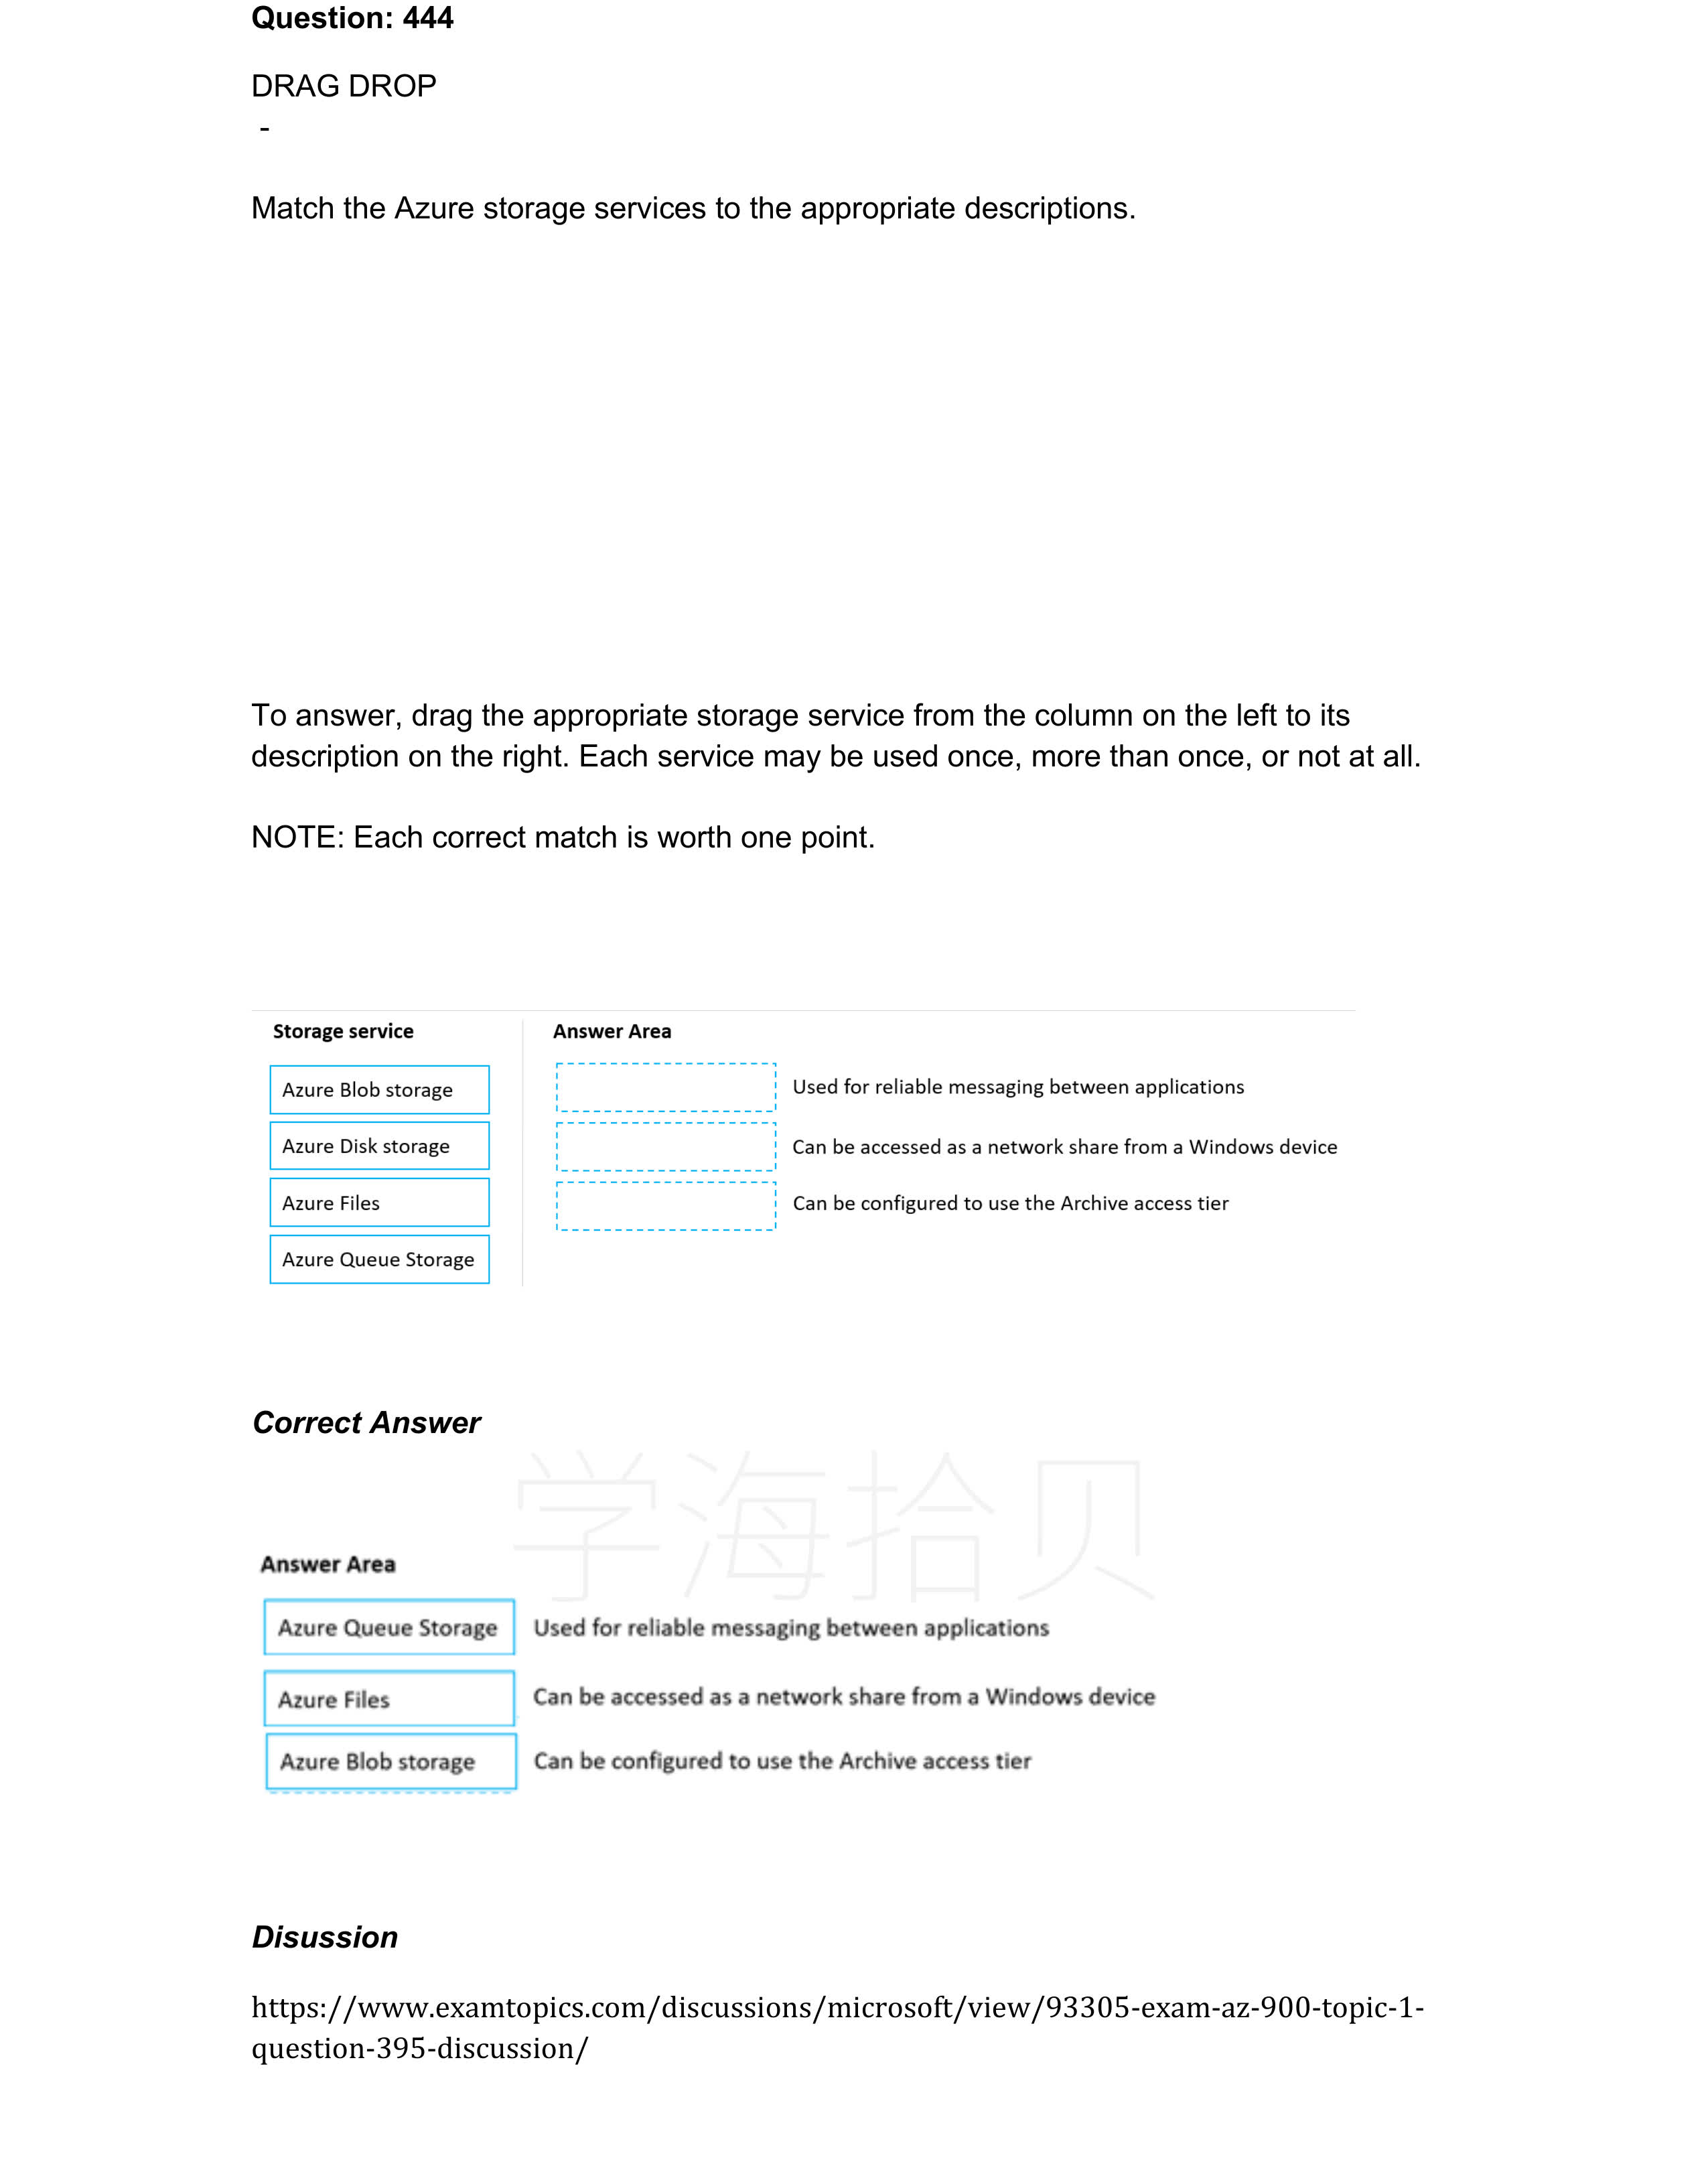 Question: 444
DRAG DROP
-
Match the Azure storage services to the appropriate descriptions.
To answer, drag the appropriate storage service from the column on the left to its
description on the right. Each service may be used once, more than once, or not at all.
NOTE: Each correct match is worth one point.
Storage service
Answer Area
Azure Blob storage
Used for reliable messaging between applications
Azure Disk storage
Can be accessed as a network share from a Windows device
Azure Files
Can be configured to use the Archive access tier
Azure Queue Storage
Correct Answer
学海拾贝
Answer Area
Azure Queue Storage
Used for reliable messaging between applications
Azure Files
Can be accessed as a network share from a Windows device
Azure Blob storage
Can be configured to use the Archive access tier
Disussion
https://www.examtopics.com/discussions/microsoft/view/93305-exam-az-900-topic-1-
question-395-discussion/